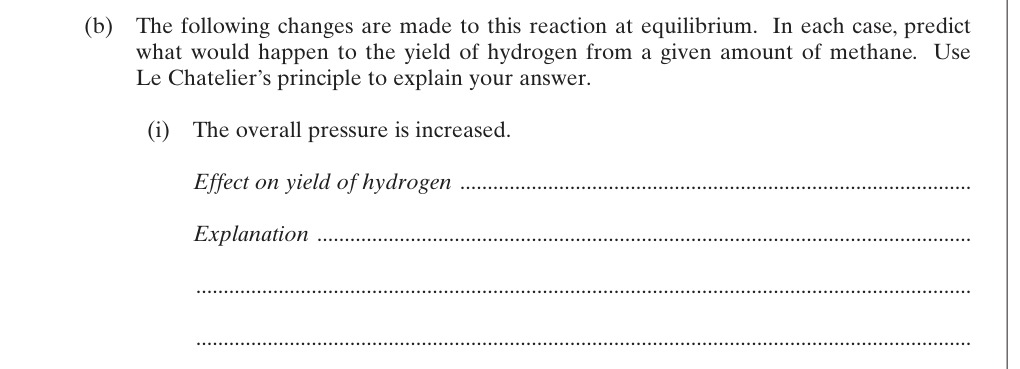 (b) The following changes are made to this reaction at equilibrium. In each case, predict
what would happen to the yield of hydrogen from a given amount of methane. Use
Le Chatelier’s principle to explain your answer.
(i) The overall pressure is increased.
Effect on yield of hydrogen ..........................................................................................
Explanation ..........................................................................................
..........................................................................................
..........................................................................................